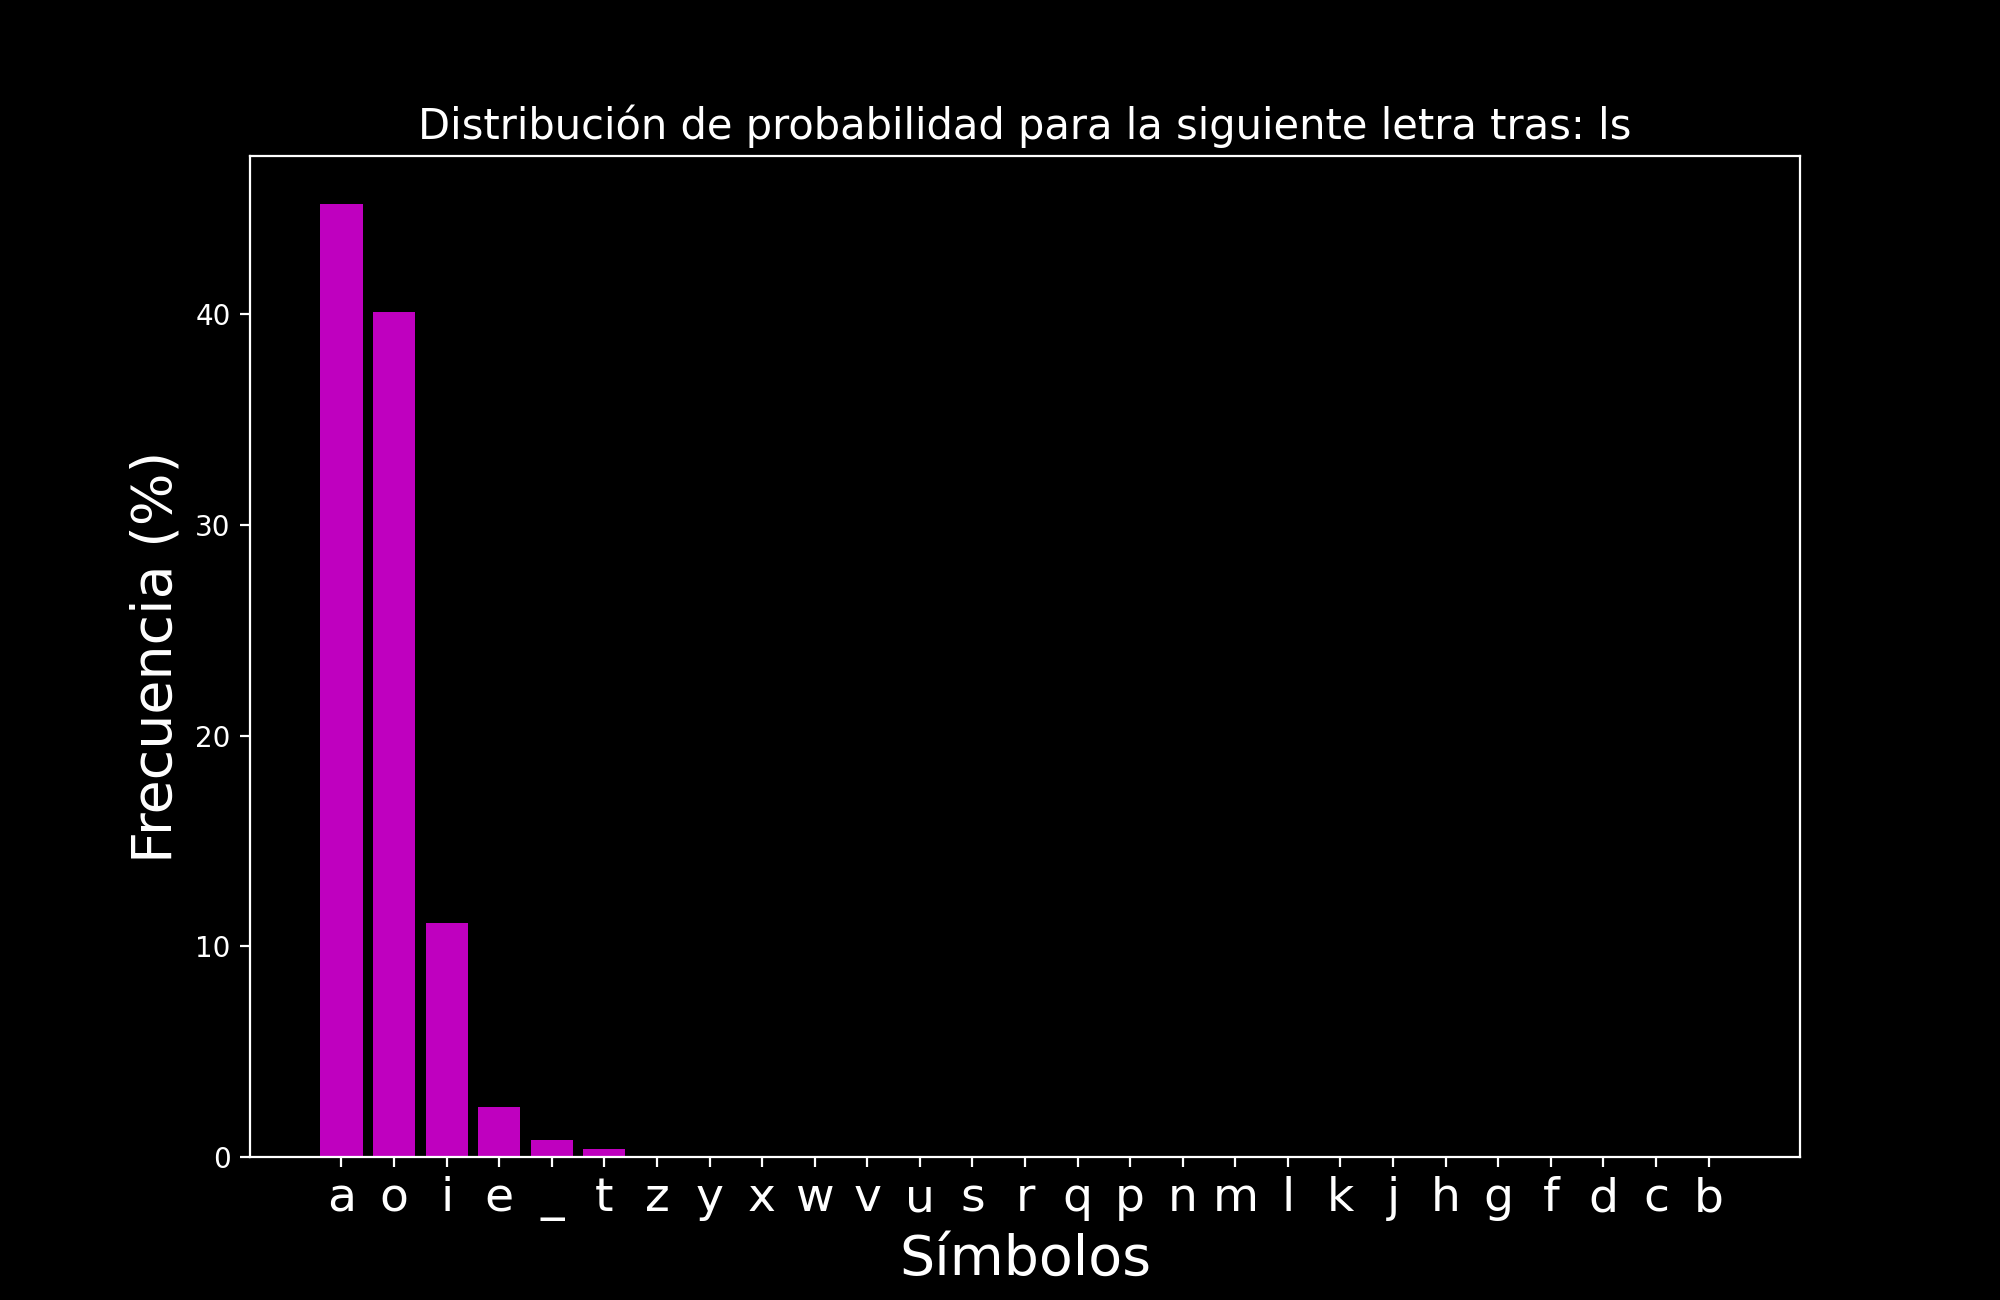 Distribución de probabilidad para la siguiente letra tras: ls
Frecuencia (%)
40
30
20
10
0
a o i e _ t z y x w v u s r q p n m l k j h g f d c b
Símbolos